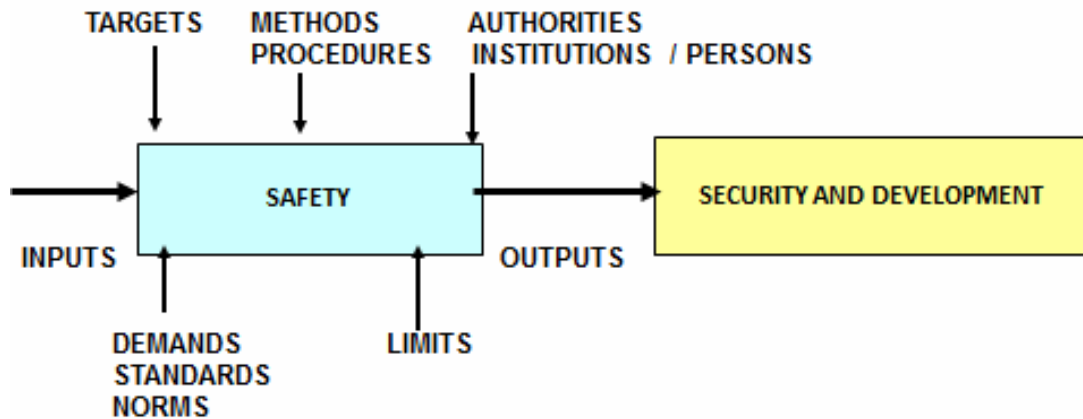 TARGETS
METHODS
PROCEDURES
AUTHORITIES
INSTITUTIONS / PERSONS
SAFETY
SECURITY AND DEVELOPMENT
INPUTS
OUTPUTS
DEMANDS
STANDARDS
NORMS
LIMITS